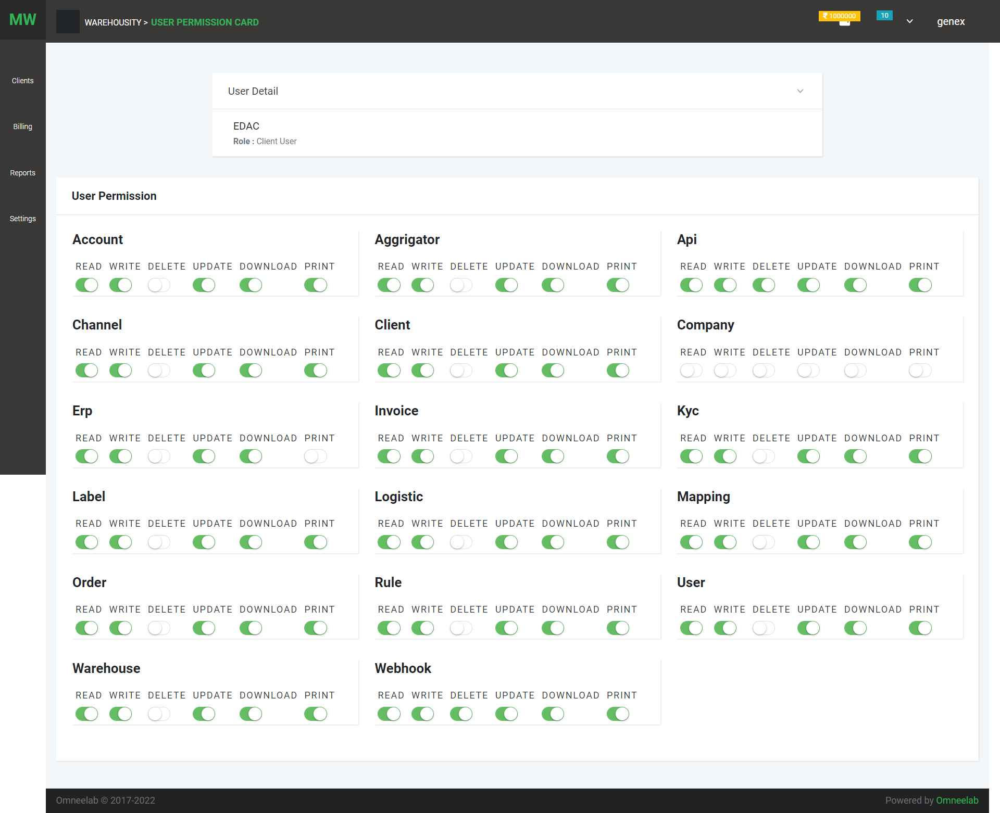 MW
WAREHOUSITY > USER PERMISSION CARD
₹ 1000000
10
genex
Clients
Billing
Reports
Settings
User Detail
EDAC
Role : Client User
User Permission
Account
READ WRITE DELETE UPDATE DOWNLOAD PRINT
Aggrigator
READ WRITE DELETE UPDATE DOWNLOAD PRINT
Api
READ WRITE DELETE UPDATE DOWNLOAD PRINT
Channel
READ WRITE DELETE UPDATE DOWNLOAD PRINT
Client
READ WRITE DELETE UPDATE DOWNLOAD PRINT
Company
READ WRITE DELETE UPDATE DOWNLOAD PRINT
Erp
READ WRITE DELETE UPDATE DOWNLOAD PRINT
Invoice
READ WRITE DELETE UPDATE DOWNLOAD PRINT
Kyc
READ WRITE DELETE UPDATE DOWNLOAD PRINT
Label
READ WRITE DELETE UPDATE DOWNLOAD PRINT
Logistic
READ WRITE DELETE UPDATE DOWNLOAD PRINT
Mapping
READ WRITE DELETE UPDATE DOWNLOAD PRINT
Order
READ WRITE DELETE UPDATE DOWNLOAD PRINT
Rule
READ WRITE DELETE UPDATE DOWNLOAD PRINT
User
READ WRITE DELETE UPDATE DOWNLOAD PRINT
Warehouse
READ WRITE DELETE UPDATE DOWNLOAD PRINT
Webhook
READ WRITE DELETE UPDATE DOWNLOAD PRINT
Omneelab © 2017-2022
Powered by Omneelab